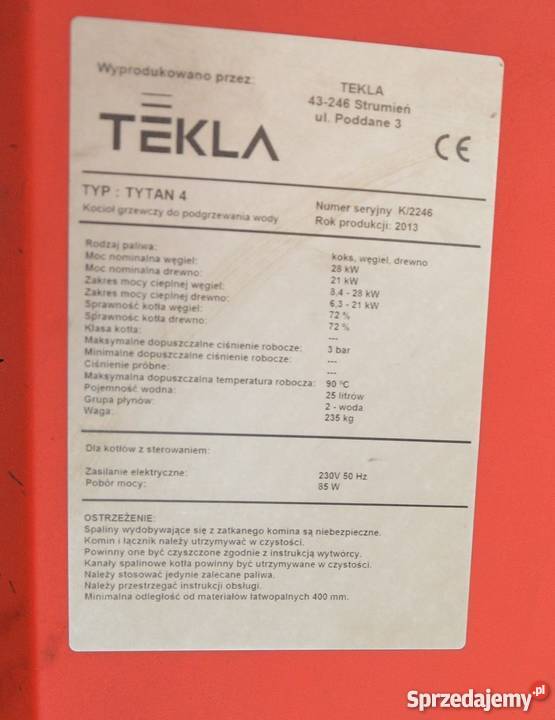 Wyprodukowano przez:
TEKLA
43-246 Strumień
ul. Poddane 3
TEKLA
CE
TYP : TYTAN 4
Kocioł grzewczy do podgrzewania wody
Numer seryjny K/2246
Rok produkcji: 2013
Rodzaj paliwa: koks, węgiel, drewno
Moc nominalna węgiel: 28 kW
Moc nominalna drewno: 21 kW
Zakres mocy cieplnej węgiel: 8,4 - 28 kW
Zakres mocy cieplnej drewno: 6,3 - 21 kW
Sprawność kotła węgiel: 72 %
Sprawność kotła drewno: 72 %
Klasa kotła: ---
Maksymalne dopuszczalne ciśnienie robocze: 3 bar
Minimalne dopuszczalne ciśnienie robocze: ---
Ciśnienie próbne: ---
Maksymalna dopuszczalna temperatura robocza: 90 °C
Pojemność wodna: 25 litrów
Grupa płynów: 2 - woda
Waga: 235 kg
Dla kotłów z sterowaniem:
Zasilanie elektryczne: 230V 50 Hz
Pobór mocy: 85 W
OSTRZEŻENIE:
Spaliny wydobywające się z zatkanego komina są niebezpieczne.
Komin i łącznik należy utrzymywać w czystości.
Powinny one być czyszczone zgodnie z instrukcją wytwórcy.
Kanały spalinowe kotła powinny być utrzymywane w czystości.
Należy stosować jedynie zalecane paliwa.
Należy przestrzegać instrukcji obsługi.
Minimalna odległość od materiałów łatwopalnych 400 mm.
Sprzedajemy.pl